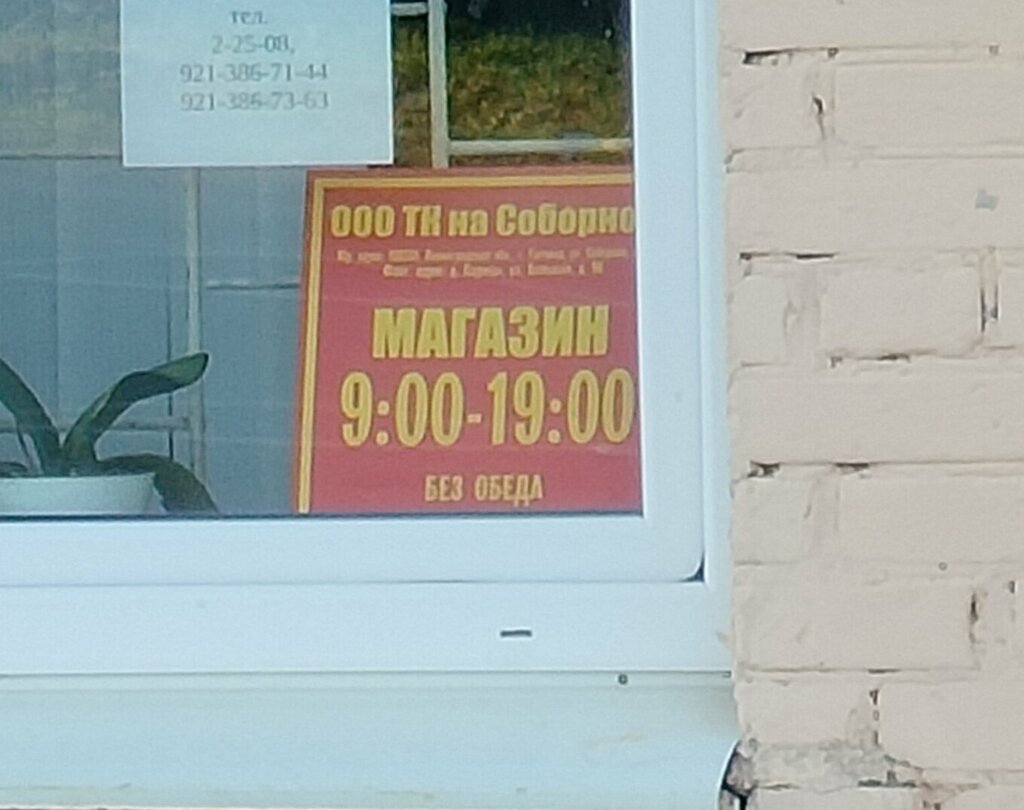 тел.
2-25-08,
921-386-71-44
921-386-73-63
ООО ТК на Соборно
МАГАЗИН
9:00-19:00
БЕЗ ОБЕДА